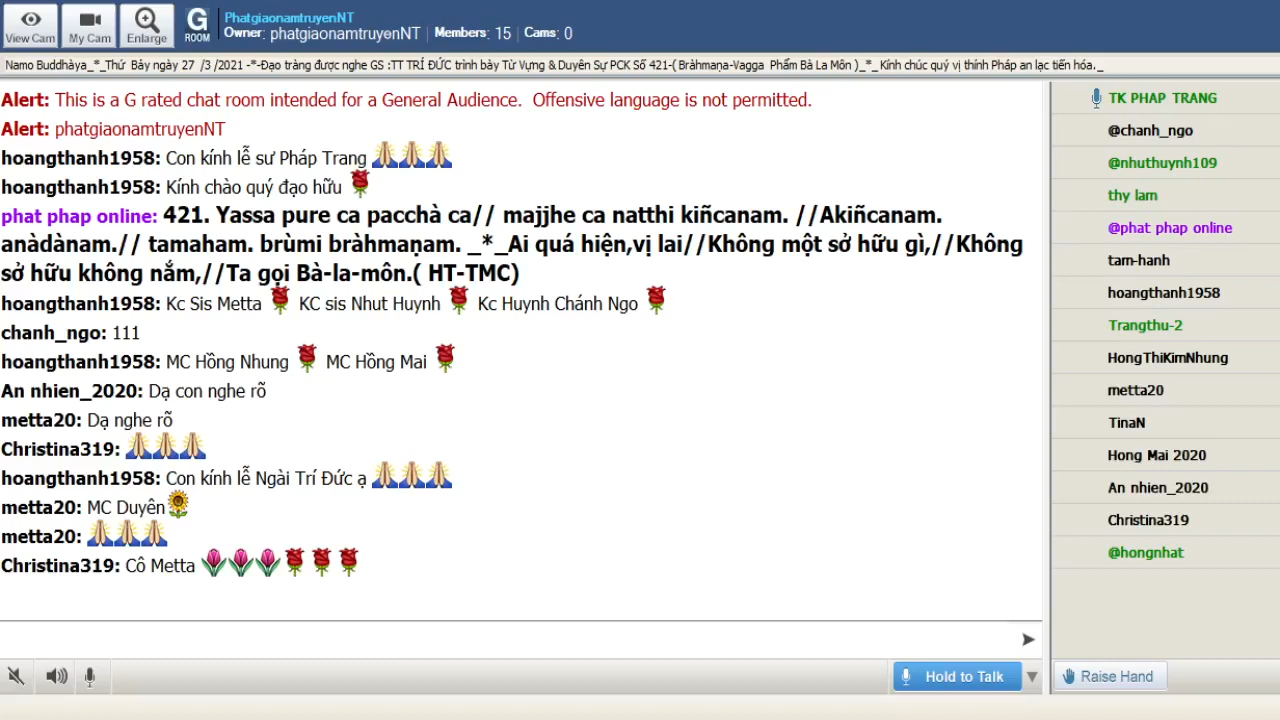 View Cam
My Cam
Enlarge
G
ROOM
PhatgiaonamtruyenNT
Owner: phatgiaonamtruyenNT | Members: 15 | Cams: 0
Namo Buddhàya_*_Thứ Bảy ngày 27 /3 /2021 -*-Đạo tràng được nghe GS :TT TRÍ ĐỨC trình bày Từ Vựng & Duyên Sự PCK Số 421-( Bràhmaṇa-Vagga Phẩm Bà La Môn )_*_ Kính chúc quý vị thính Pháp an lạc tiến hóa._
Alert: This is a G rated chat room intended for a General Audience. Offensive language is not permitted.
Alert: phatgiaonamtruyenNT
hoangthanh1958: Con kính lễ sư Pháp Trang
hoangthanh1958: Kính chào quý đạo hữu
phat phap online: 421. Yassa pure ca pacchà ca// majjhe ca natthi kiñcanam. //Akiñcanam.
anàdànam.// tamaham. brùmi bràhmaṇam. _*_Ai quá hiện,vị lai//Không một sở hữu gì,//Không
sở hữu không nắm,//Ta gọi Bà-la-môn.( HT-TMC)
hoangthanh1958: Kc Sis Metta KC sis Nhut Huynh Kc Huynh Chánh Ngo
chanh_ngo: 111
hoangthanh1958: MC Hồng Nhung MC Hồng Mai
An nhien_2020: Dạ con nghe rõ
metta20: Dạ nghe rõ
Christina319:
hoangthanh1958: Con kính lễ Ngài Trí Đức ạ
metta20: MC Duyên
metta20:
Christina319: Cô Metta
TK PHAP TRANG
@chanh_ngo
@nhuthuynh109
thy lam
@phat phap online
tam-hanh
hoangthanh1958
Trangthu-2
HongThiKimNhung
metta20
TinaN
Hong Mai 2020
An nhien_2020
Christina319
@hongnhat
Hold to Talk
Raise Hand